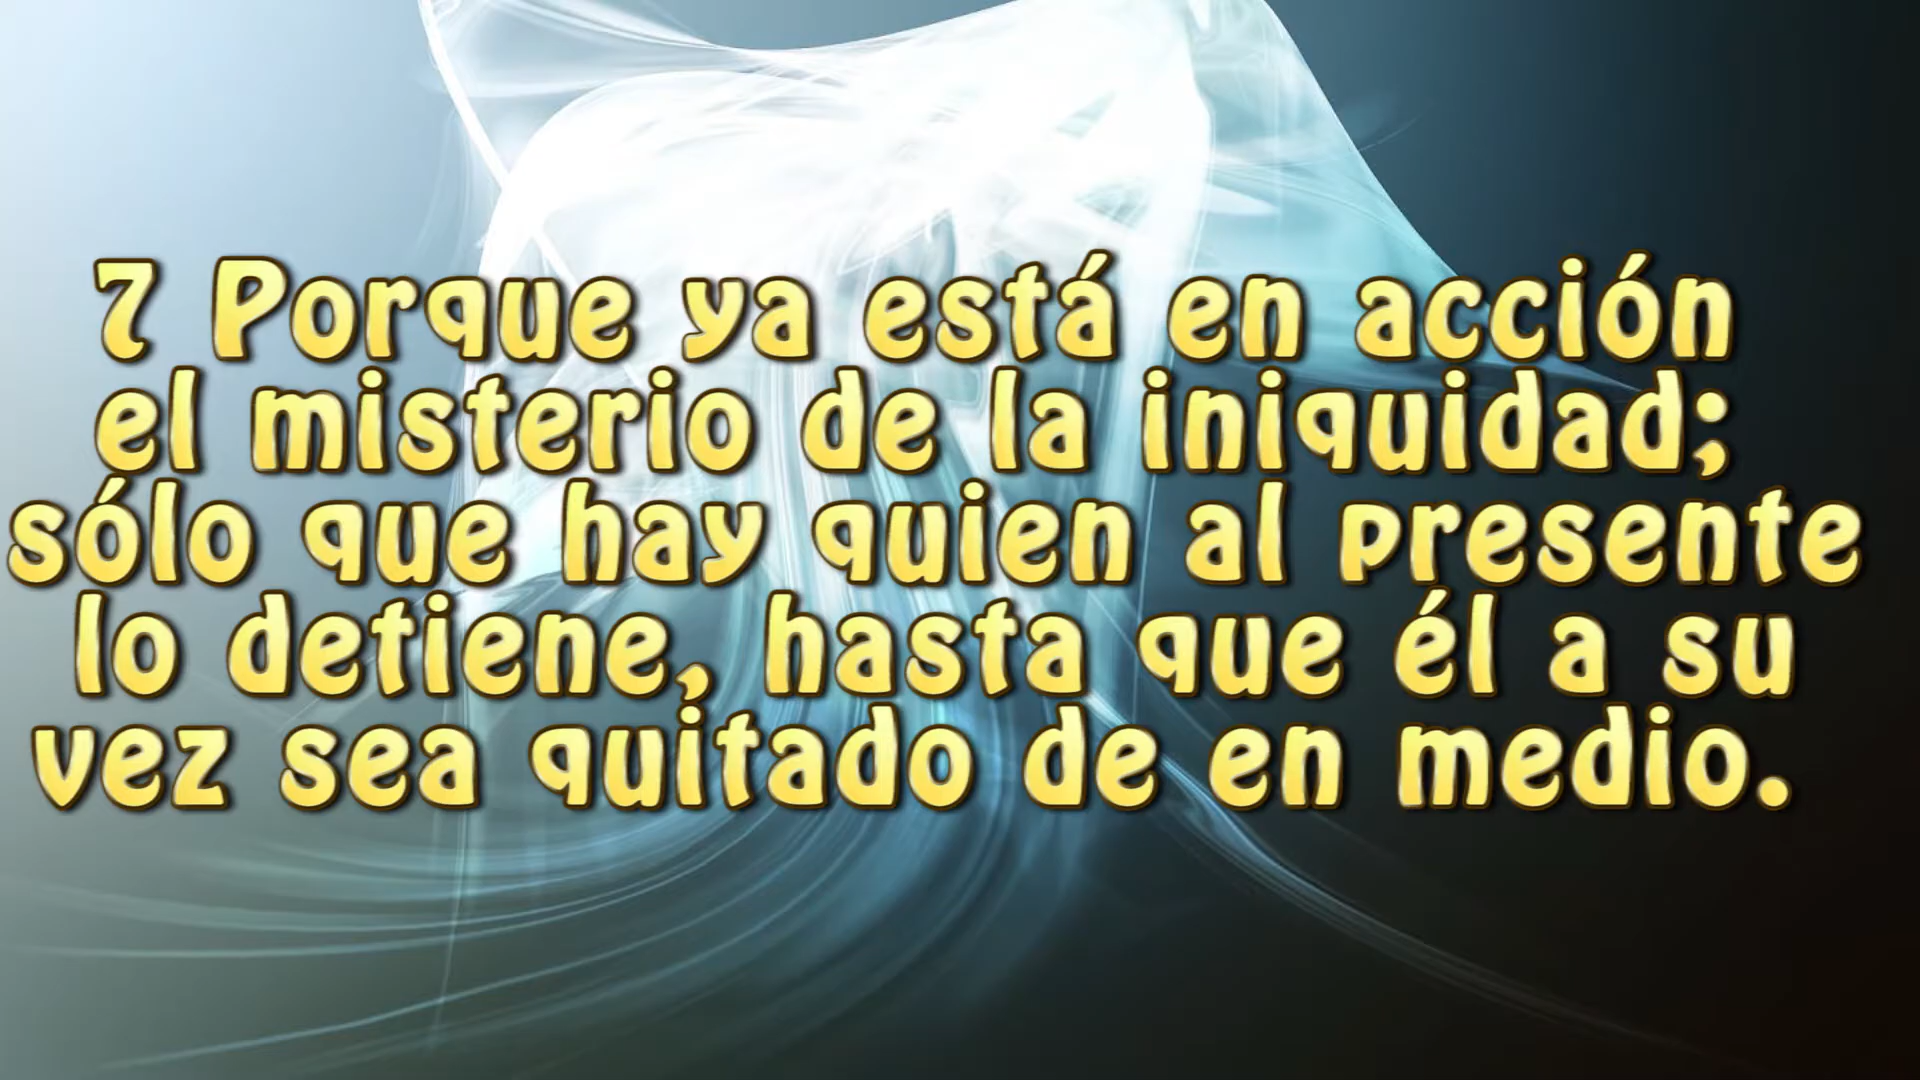 7 Porque ya está en acción
el misterio de la iniquidad;
sólo que hay quien al presente
lo detiene, hasta que él a su
vez sea quitado de en medio.